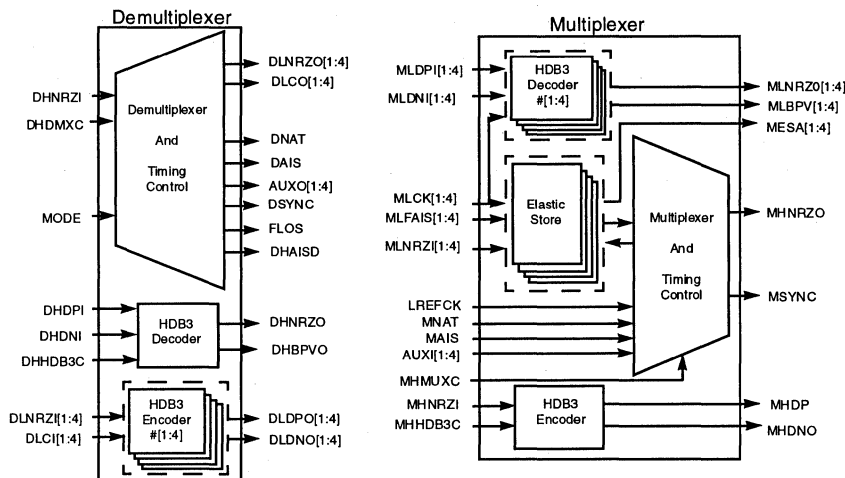 Demultiplexer
DHNRZI
DHDMXC
MODE
Demultiplexer
And
Timing
Control
DLNRZO[1:4]
DLCO[1:4]
DNAT
DAIS
AUXO[1:4]
DSYNC
FLOS
DHAISD
DHDPI
DHDNI
DHHDB3C
HDB3
Decoder
DHNRZO
DHBPVO
DLNRZI[1:4]
DLCI[1:4]
HDB3
Encoder
#[1:4]
DLDPO[1:4]
DLDNO[1:4]
Multiplexer
MLDPI[1:4]
MLDNI[1:4]
HDB3
Decoder
#[1:4]
MLNRZ0[1:4]
MLBPV[1:4]
MESA[1:4]
MLCK[1:4]
MLFAIS[1:4]
MLNRZI[1:4]
Elastic
Store
Multiplexer
And
Timing
Control
MHNRZO
MSYNC
LREFCK
MNAT
MAIS
AUXI[1:4]
MHMUXC
MHNRZI
MHHDB3C
HDB3
Encoder
MHDP
MHDNO